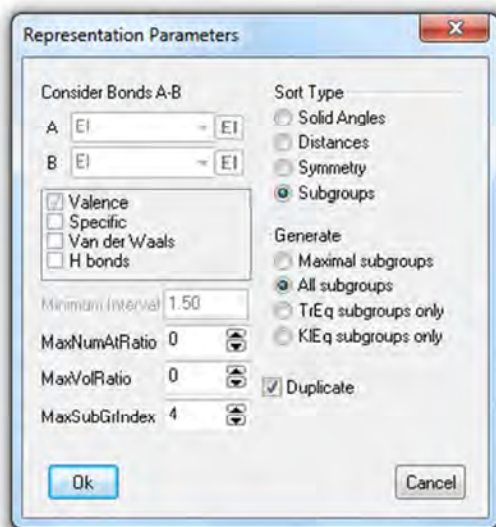 Representation Parameters
Consider Bonds A-B
A El El
B El El
Valence
Specific
Van der Waals
H bonds
Minimum Interval 1.50
MaxNumAtRatio 0
MaxVolRatio 0
MaxSubGrIndex 4
Sort Type
Solid Angles
Distances
Symmetry
Subgroups
Generate
Maximal subgroups
All subgroups
TrEq subgroups only
KlEq subgroups only
Duplicate
Ok
Cancel